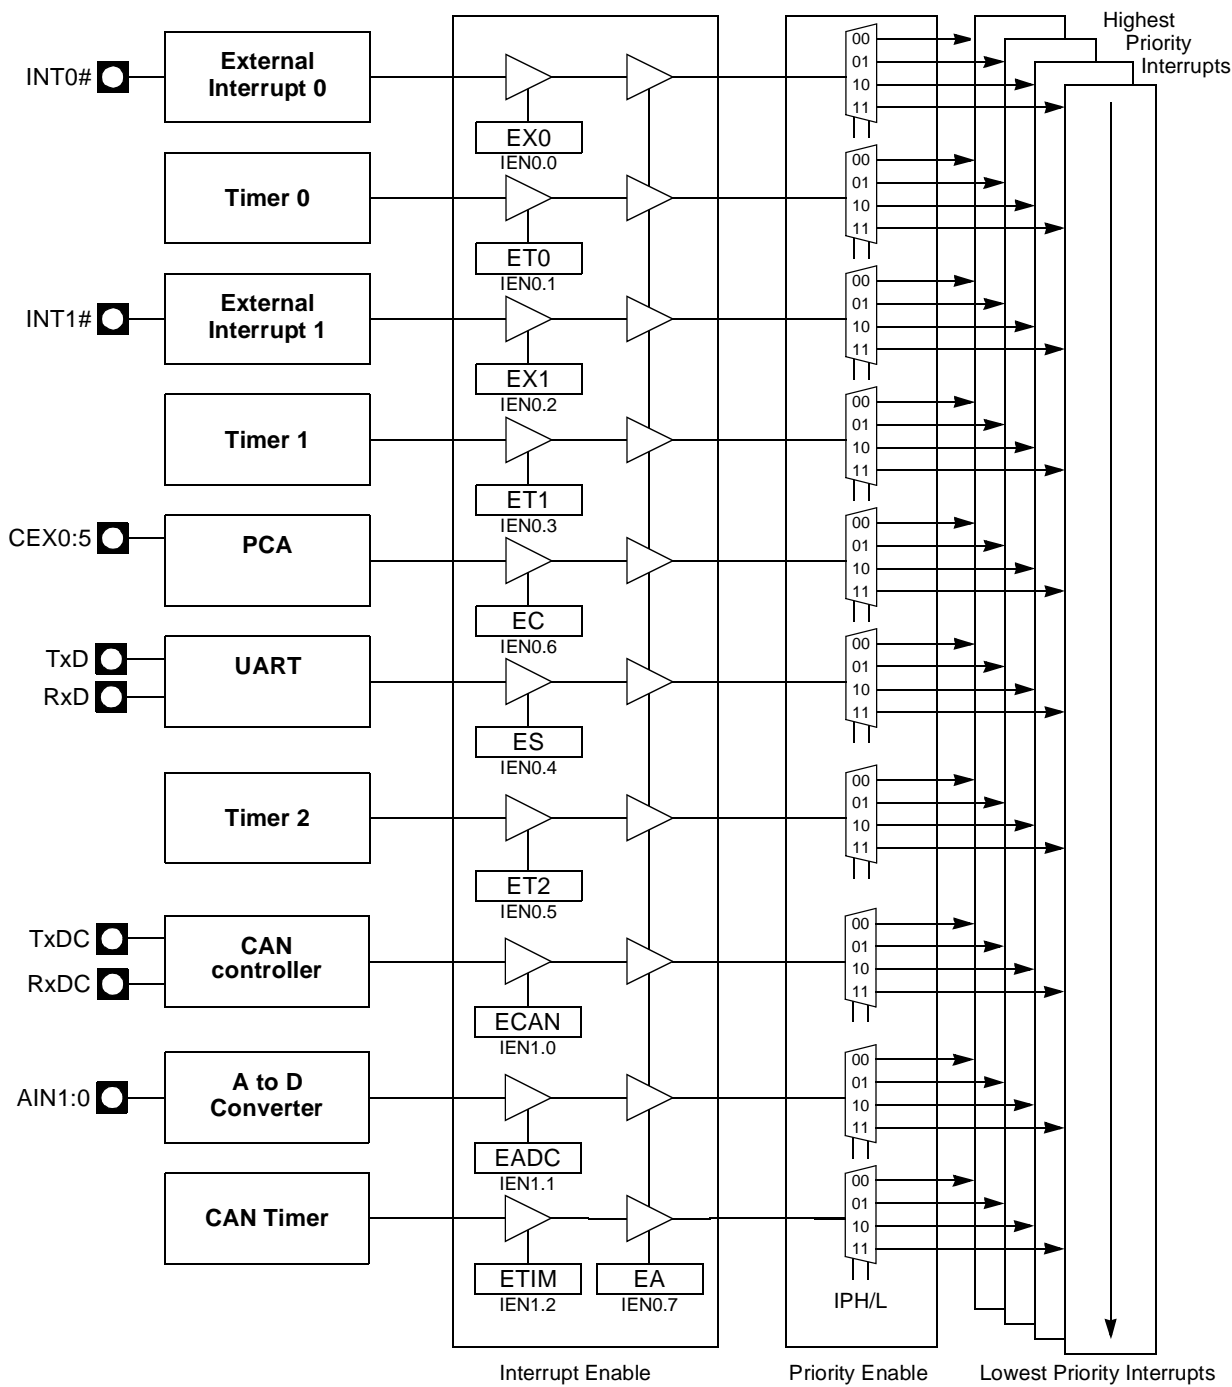 Highest
Priority
Interrupts
INT0#
External
Interrupt 0
EX0
IEN0.0
00
01
10
11
Timer 0
ET0
IEN0.1
00
01
10
11
INT1#
External
Interrupt 1
EX1
IEN0.2
00
01
10
11
Timer 1
ET1
IEN0.3
00
01
10
11
CEX0:5
PCA
EC
IEN0.6
00
01
10
11
TxD
RxD
UART
ES
IEN0.4
00
01
10
11
Timer 2
ET2
IEN0.5
00
01
10
11
TxDC
RxDC
CAN
controller
ECAN
IEN1.0
00
01
10
11
AIN1:0
A to D
Converter
EADC
IEN1.1
00
01
10
11
CAN Timer
ETIM
IEN1.2
EA
IEN0.7
00
01
10
11
IPH/L
Interrupt Enable
Priority Enable
Lowest Priority Interrupts